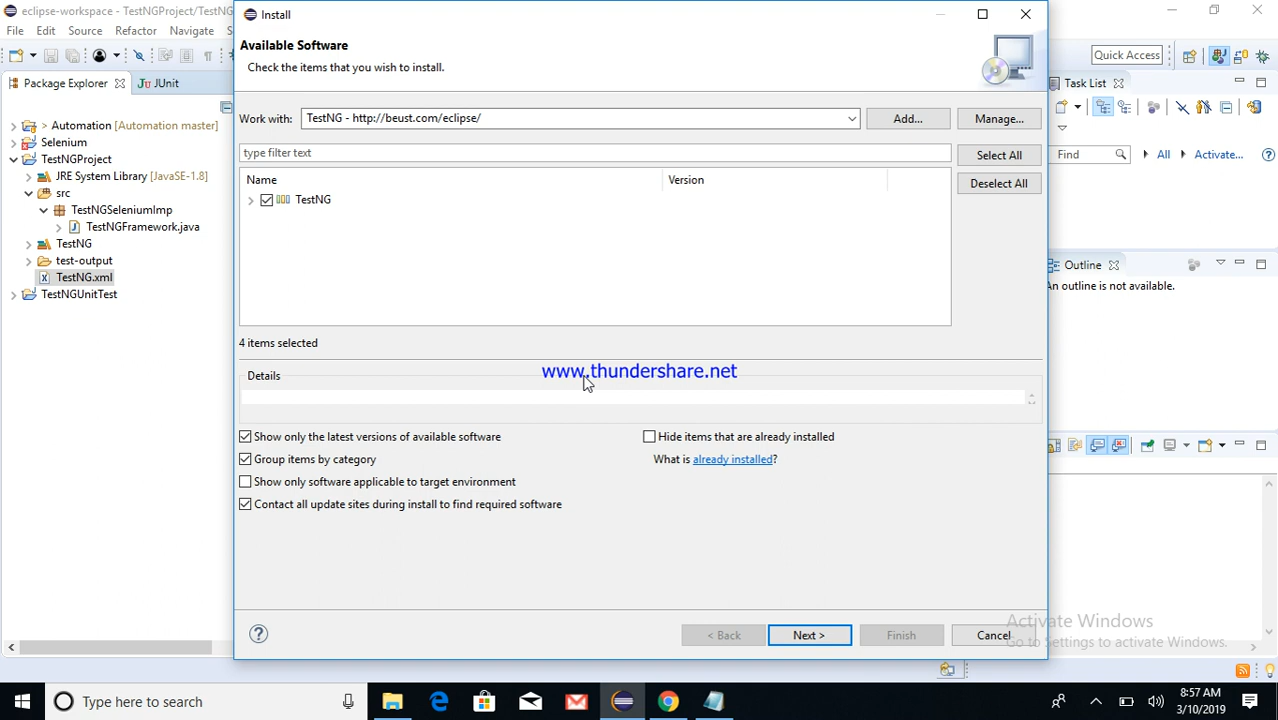 eclipse-workspace - TestNGProject/TestNG
File Edit Source Refactor Navigate
Install
Available Software
Check the items that you wish to install.
Quick Access
Package Explorer JUnit
Task List
Work with: TestNG - http://beust.com/eclipse/ Add... Manage...
> Automation [Automation master]
Selenium
TestNGProject
JRE System Library [JavaSE-1.8]
src
TestNGSeleniumImp
TestNGFramework.java
TestNG
test-output
TestNG.xml
TestNGUnitTest
type filter text Select All
Name Version Deselect All
TestNG
4 items selected
Details
www.thundershare.net
Show only the latest versions of available software Hide items that are already installed
Group items by category What is already installed?
Show only software applicable to target environment
Contact all update sites during install to find required software
< Back Next > Finish Cancel
Find All Activate...
Outline
An outline is not available.
Activate Windows
Go to Settings to activate Windows.
Type here to search
8:57 AM
3/10/2019